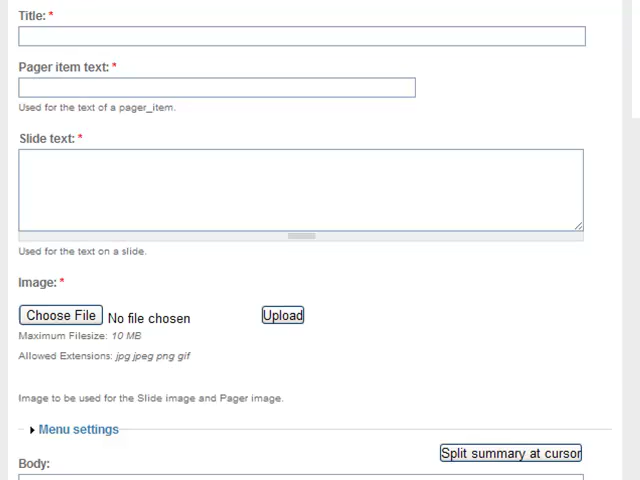 Title: *
Pager item text: *
Used for the text of a pager_item.
Slide text: *
Used for the text on a slide.
Image: *
Choose File No file chosen Upload
Maximum Filesize: 10 MB
Allowed Extensions: jpg jpeg png gif
Image to be used for the Slide image and Pager image.
Menu settings
Split summary at cursor
Body: